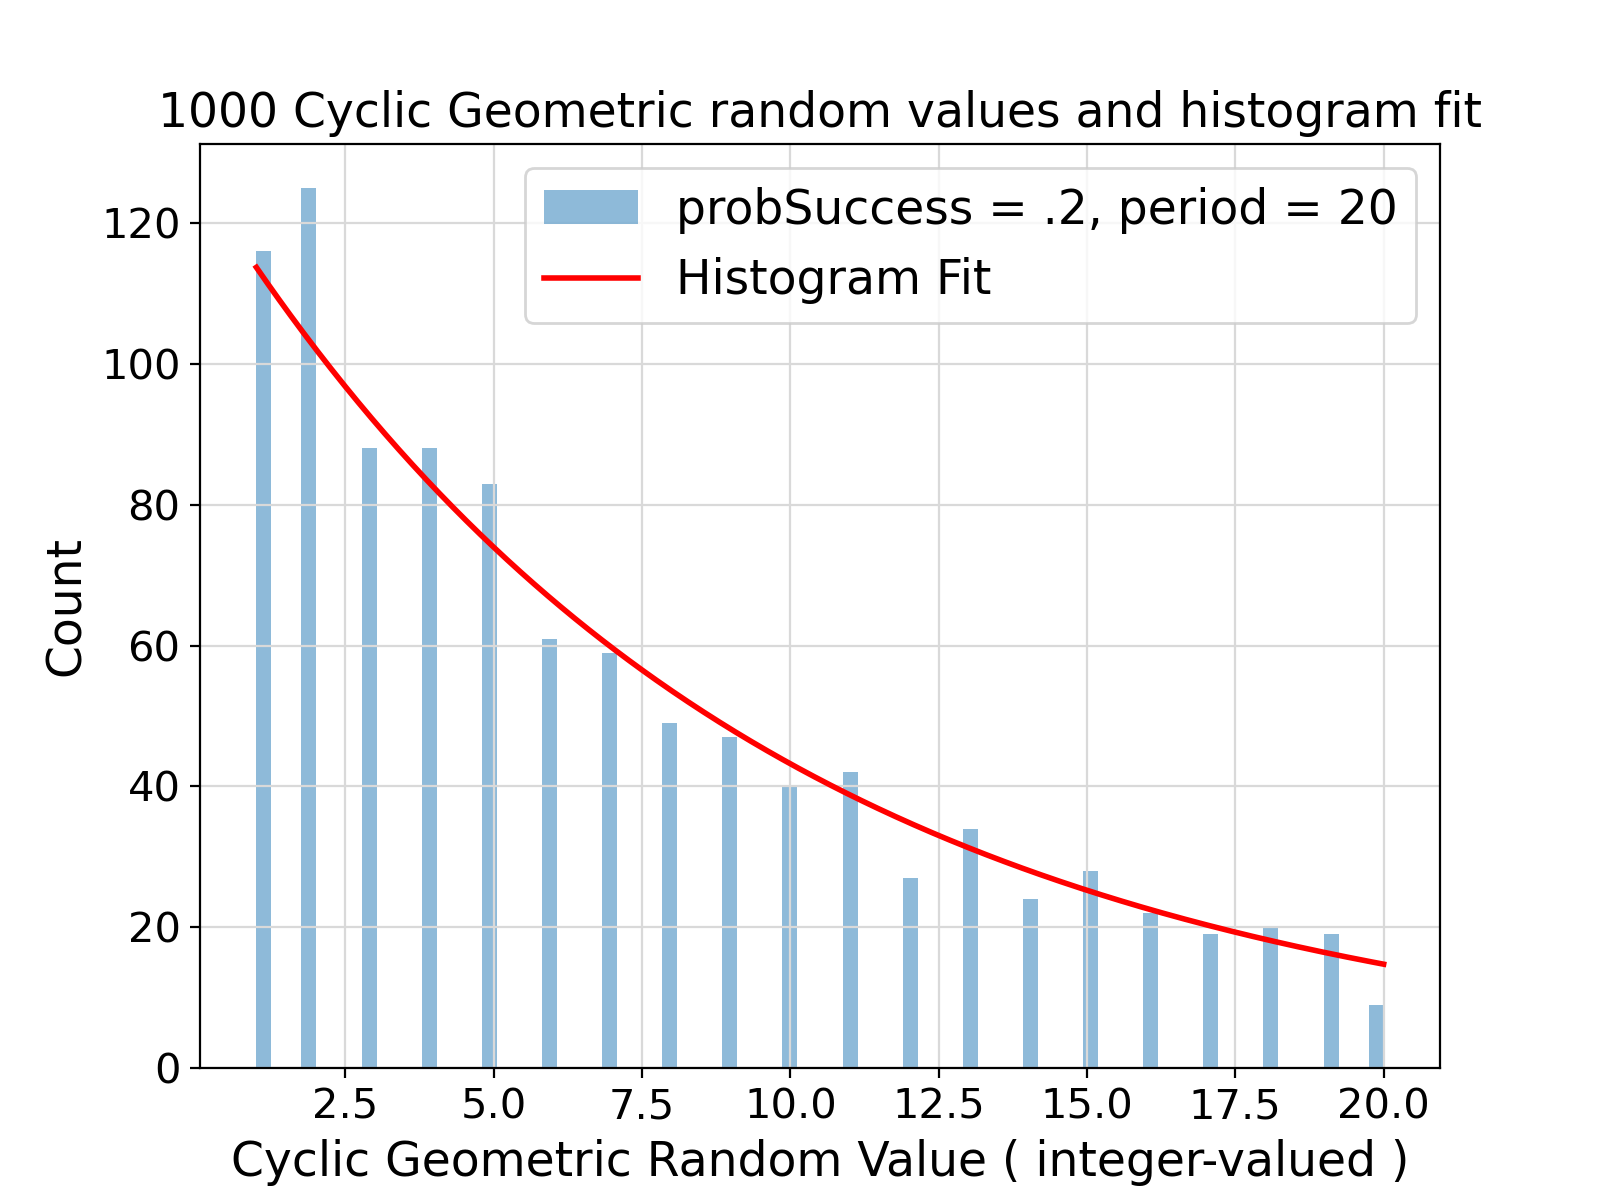 1000 Cyclic Geometric random values and histogram fit
probSuccess = .2, period = 20
Histogram Fit
120
100
80
60
40
20
0
Count
2.5 5.0 7.5 10.0 12.5 15.0 17.5 20.0
Cyclic Geometric Random Value ( integer-valued )